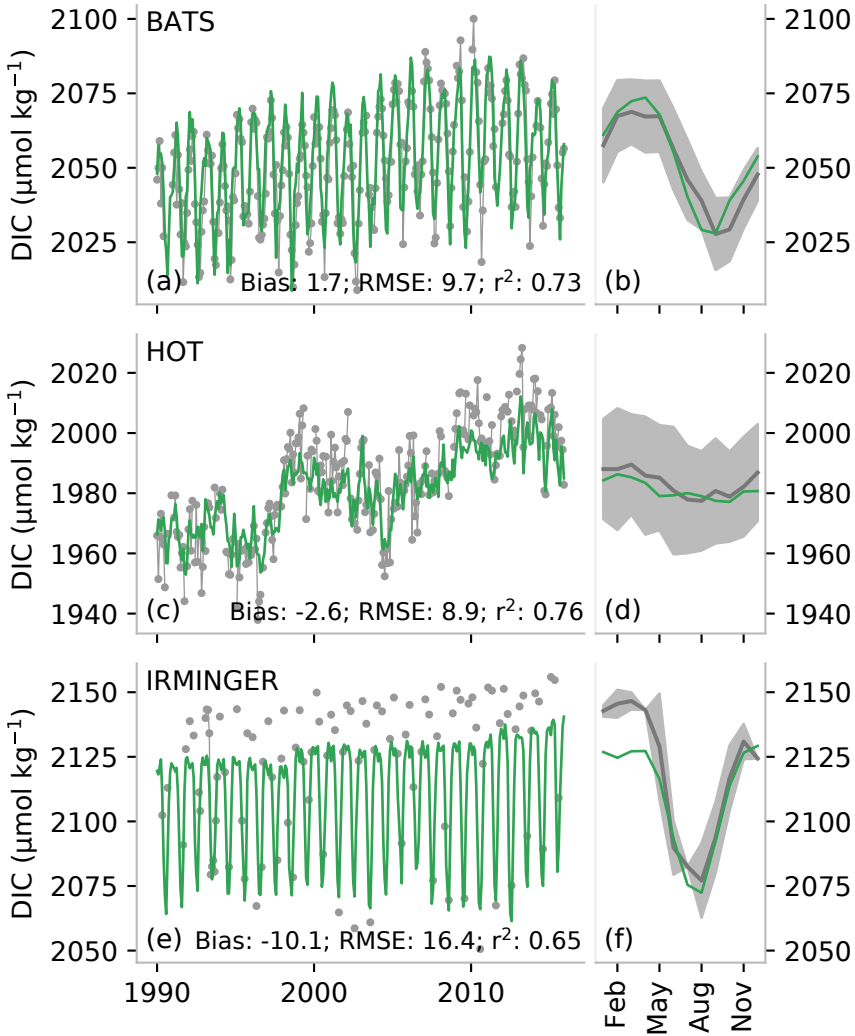 BATS
2100
2075
2050
2025
DIC (μmol kg⁻¹)
(a)
Bias: 1.7; RMSE: 9.7; r²: 0.73
(b)
2100
2075
2050
2025
HOT
2020
2000
1980
1960
1940
DIC (μmol kg⁻¹)
(c)
Bias: -2.6; RMSE: 8.9; r²: 0.76
(d)
2020
2000
1980
1960
1940
IRMINGER
2150
2125
2100
2075
2050
DIC (μmol kg⁻¹)
(e)
Bias: -10.1; RMSE: 16.4; r²: 0.65
(f)
2150
2125
2100
2075
2050
1990
2000
2010
Feb
May
Aug
Nov